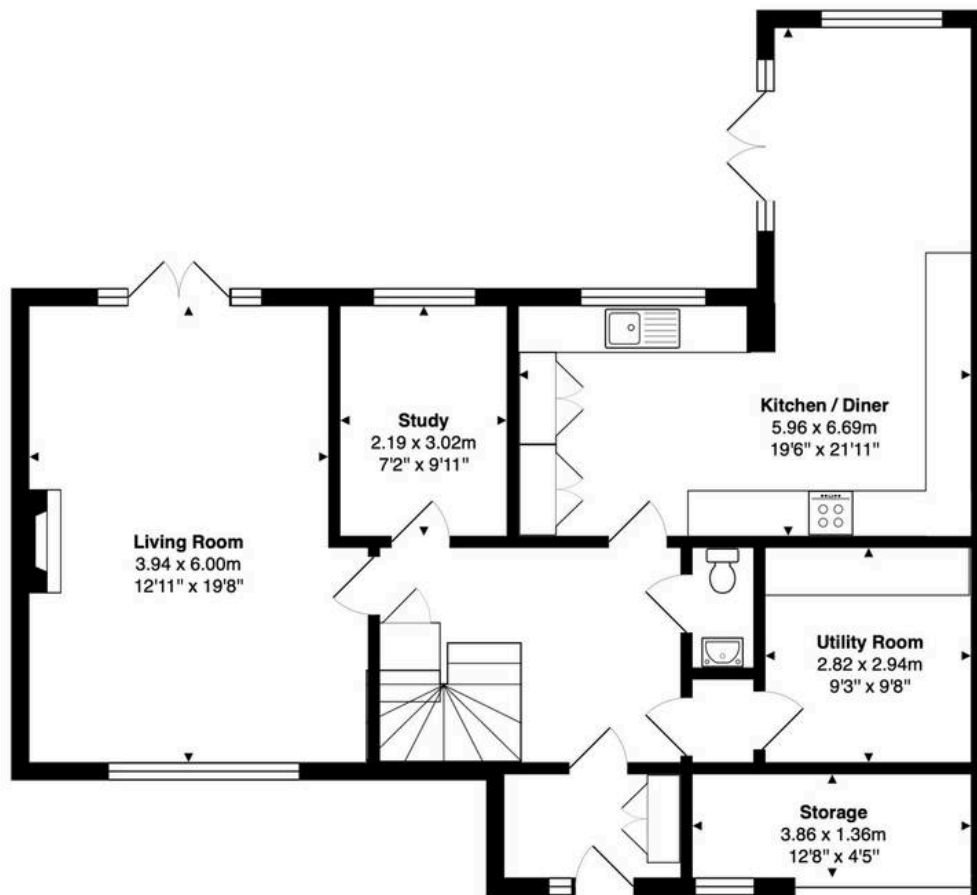 Study
2.19 x 3.02m
7'2" x 9'11"
Kitchen / Diner
5.96 x 6.69m
19'6" x 21'11"
Living Room
3.94 x 6.00m
12'11" x 19'8"
Utility Room
2.82 x 2.94m
9'3" x 9'8"
Storage
3.86 x 1.36m
12'8" x 4'5"